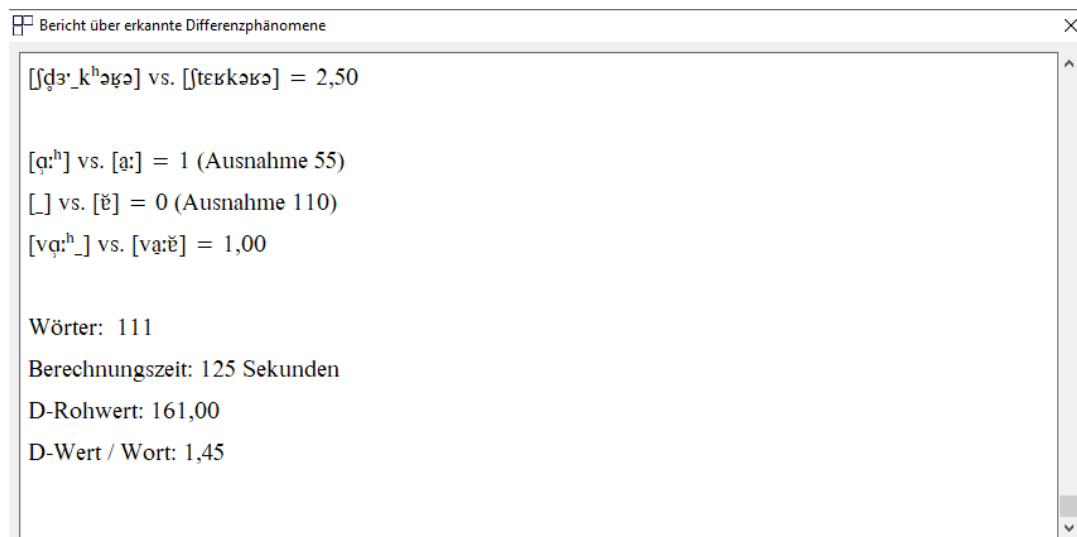 Bericht über erkannte Differenzphänomene
[ʃd̥ɜ˞_kʰəʁ̥ə] vs. [ʃtɛʁkəʁə] = 2,50
[ɑ̹ːʰ] vs. [a̠ː] = 1 (Ausnahme 55)
[_] vs. [ɐ̆] = 0 (Ausnahme 110)
[vɑ̹ːʰ_] vs. [va̠ːɐ̆] = 1,00
Wörter: 111
Berechnungszeit: 125 Sekunden
D-Rohwert: 161,00
D-Wert / Wort: 1,45